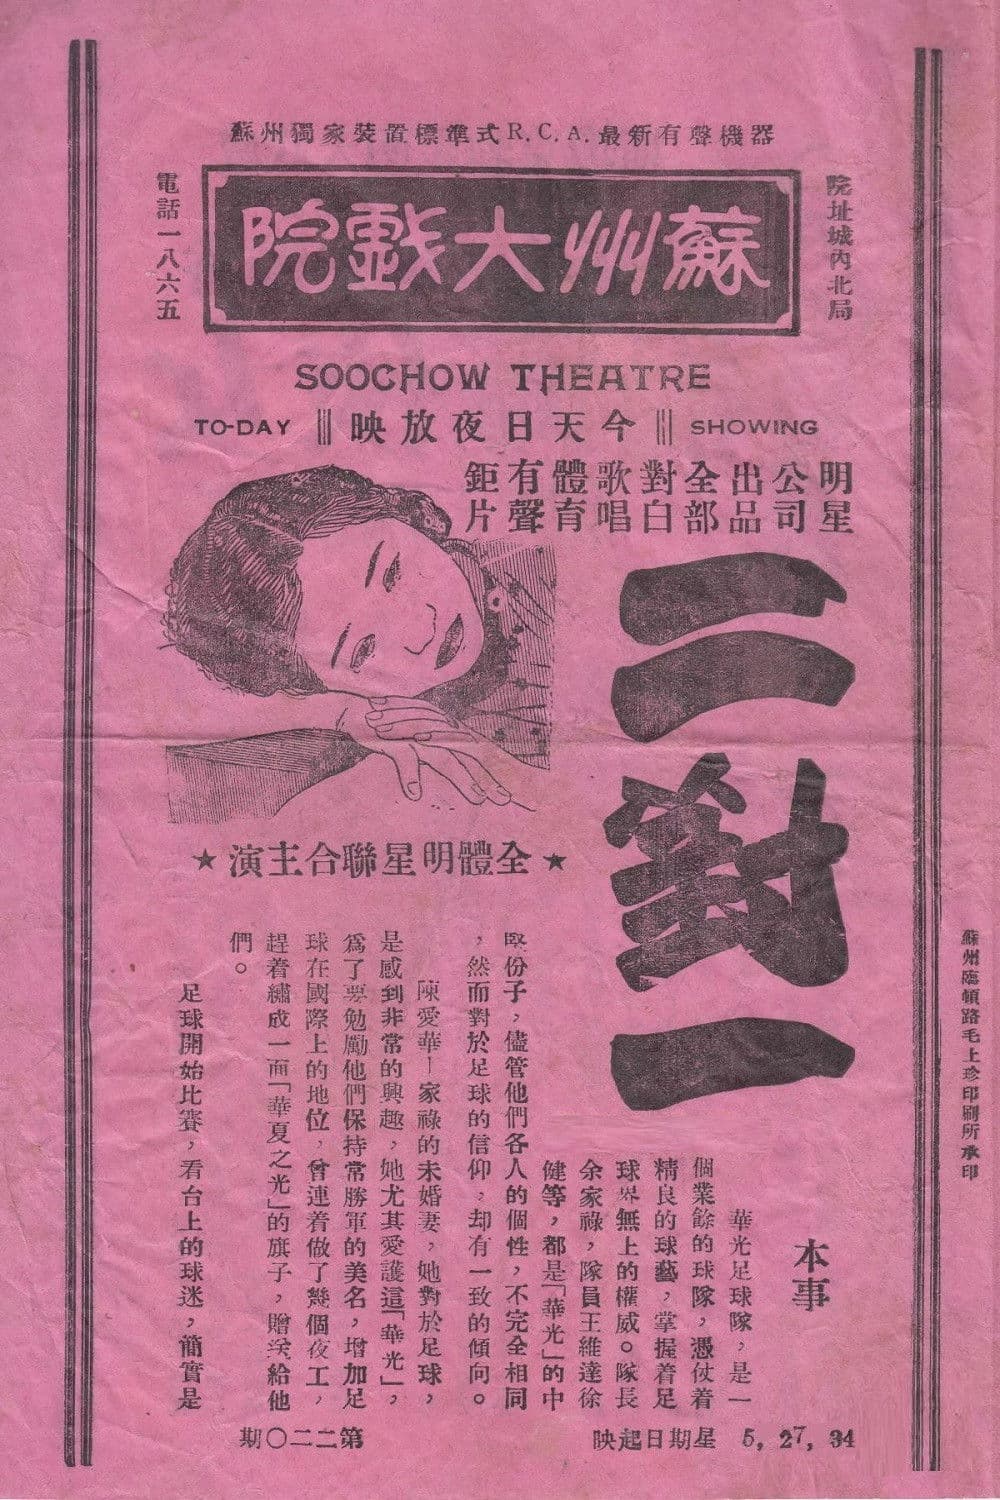 蘇州獨家裝置標準式R.C.A.最新有聲機器
院址城內北局
蘇州大戲院
電話一八六五
SOOCHOW THEATRE
TO-DAY 今天日夜放映 SHOWING
明星公司出品全部對白歌唱體育有聲鉅片
二對一
★全體明星聯合主演★
本事
華光足球隊,是一
個業餘的球隊,憑仗着
精良的球藝,掌握着足
球界無上的權威。隊長
余家祿,隊員王維達徐
健等,都是「華光」的中
堅份子,儘管他們各人的個性,不完全相同
,然而對於足球的信仰,却有一致的傾向。
陳愛華—家祿的未婚妻,她對於足球,
是感到非常的興趣,她尤其愛護這「華光」,
爲了要勉勵他們保持常勝軍的美名,增加足
球在國際上的地位,曾連着做了幾個夜工,
趕着繡成一面「華夏之光」的旗子,贈送給他
們。
足球開始比賽,看台上的球迷,簡實是
5, 27, 34 星期日起映
第二二〇期
蘇州臨頓路毛上珍印刷所承印